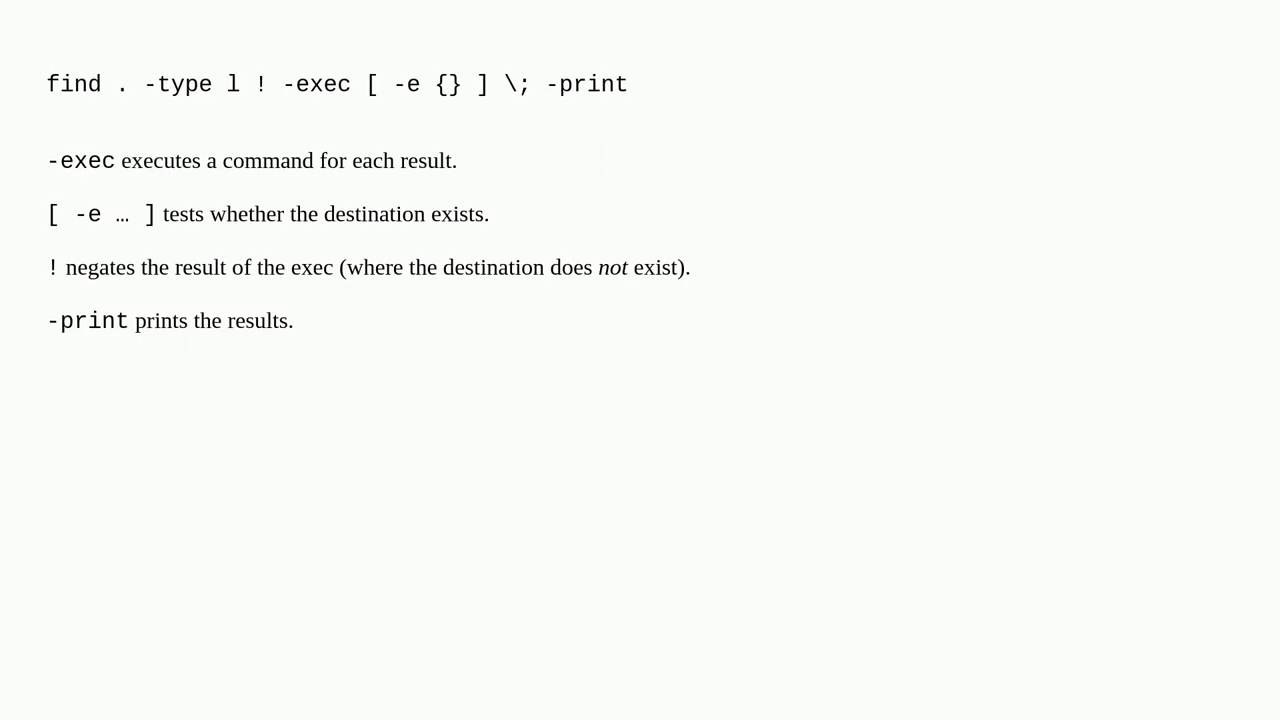 find . -type l ! -exec [ -e {} ] \; -print
-exec executes a command for each result.
[ -e … ] tests whether the destination exists.
! negates the result of the exec (where the destination does not exist).
-print prints the results.